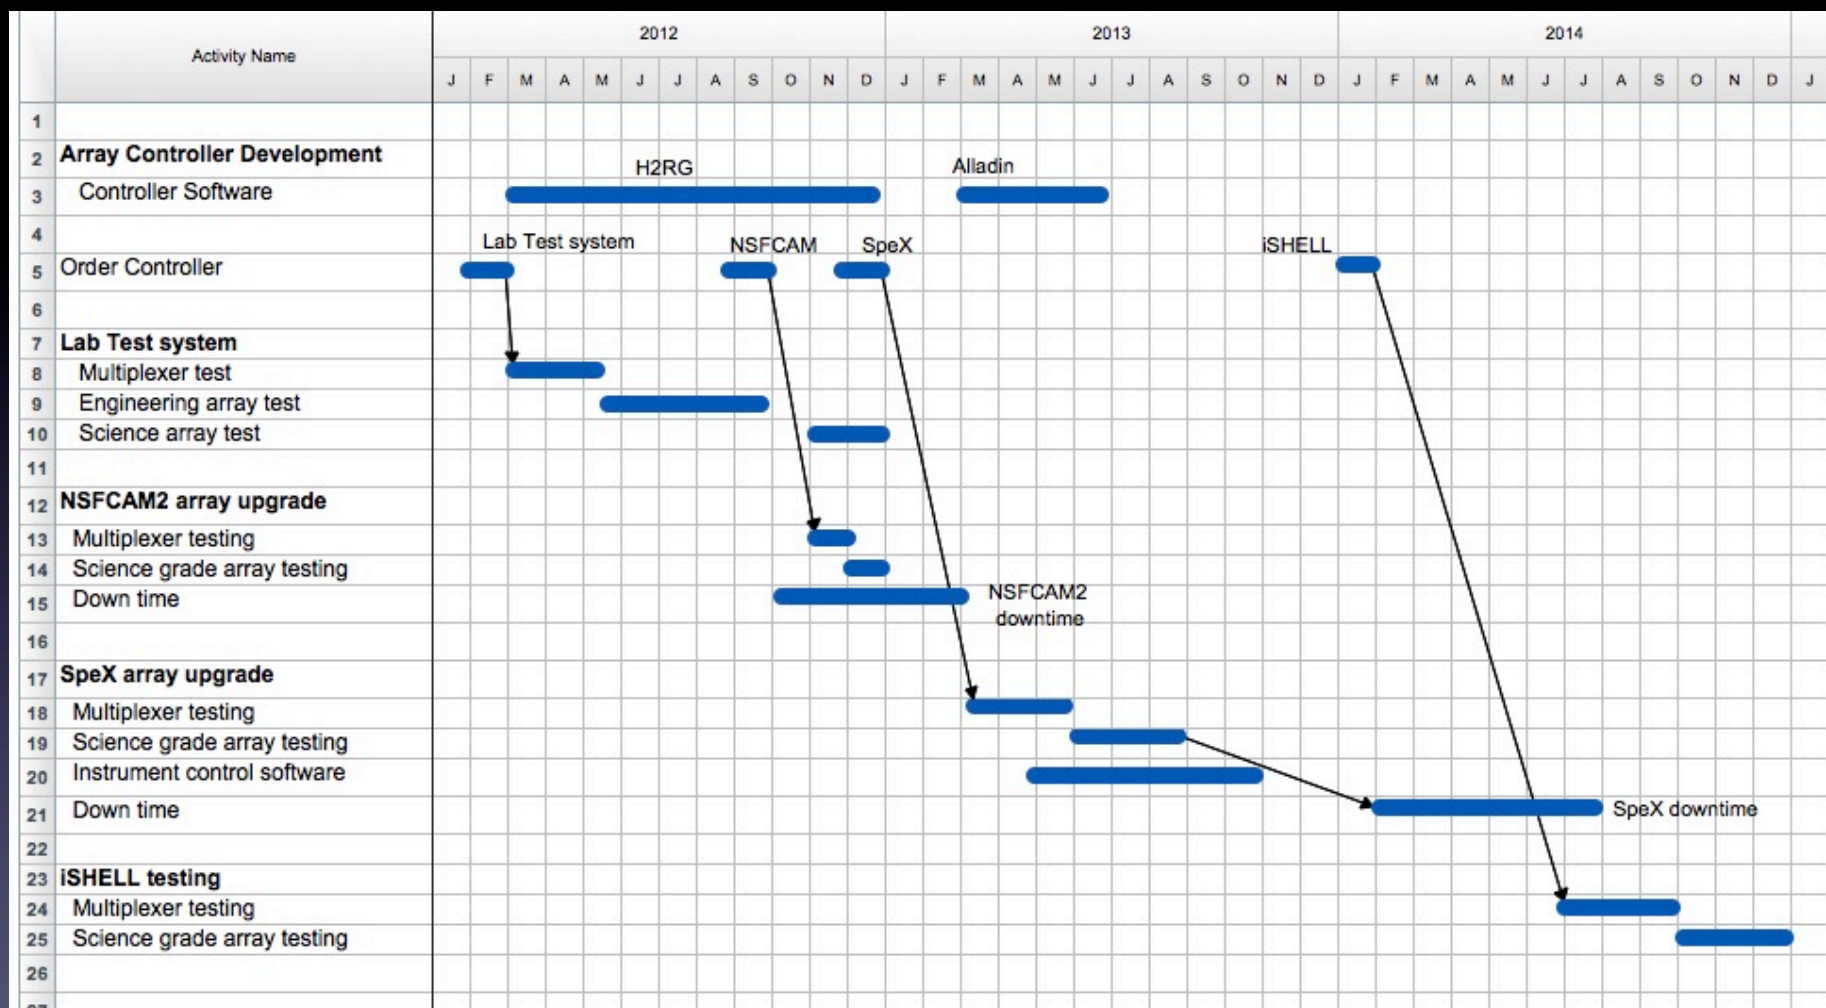 2012 2013 2014
Activity Name
J F M A M J J A S O N D J F M A M J J A S O N D J F M A M J J A S O N D J
1
2 Array Controller Development
H2RG Alladin
3 Controller Software
4
Lab Test system NSFCAM SpeX iSHELL
5 Order Controller
6
7 Lab Test system
8 Multiplexer test
9 Engineering array test
10 Science array test
11
12 NSFCAM2 array upgrade
13 Multiplexer testing
14 Science grade array testing
15 Down time NSFCAM2
downtime
16
17 SpeX array upgrade
18 Multiplexer testing
19 Science grade array testing
20 Instrument control software
21 Down time SpeX downtime
22
23 iSHELL testing
24 Multiplexer testing
25 Science grade array testing
26